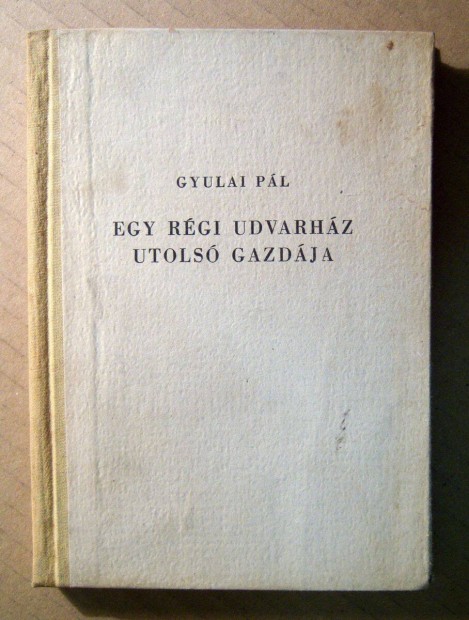 GYULAI PÁL
EGY RÉGI UDVARHÁZ
UTOLSÓ GAZDÁJA